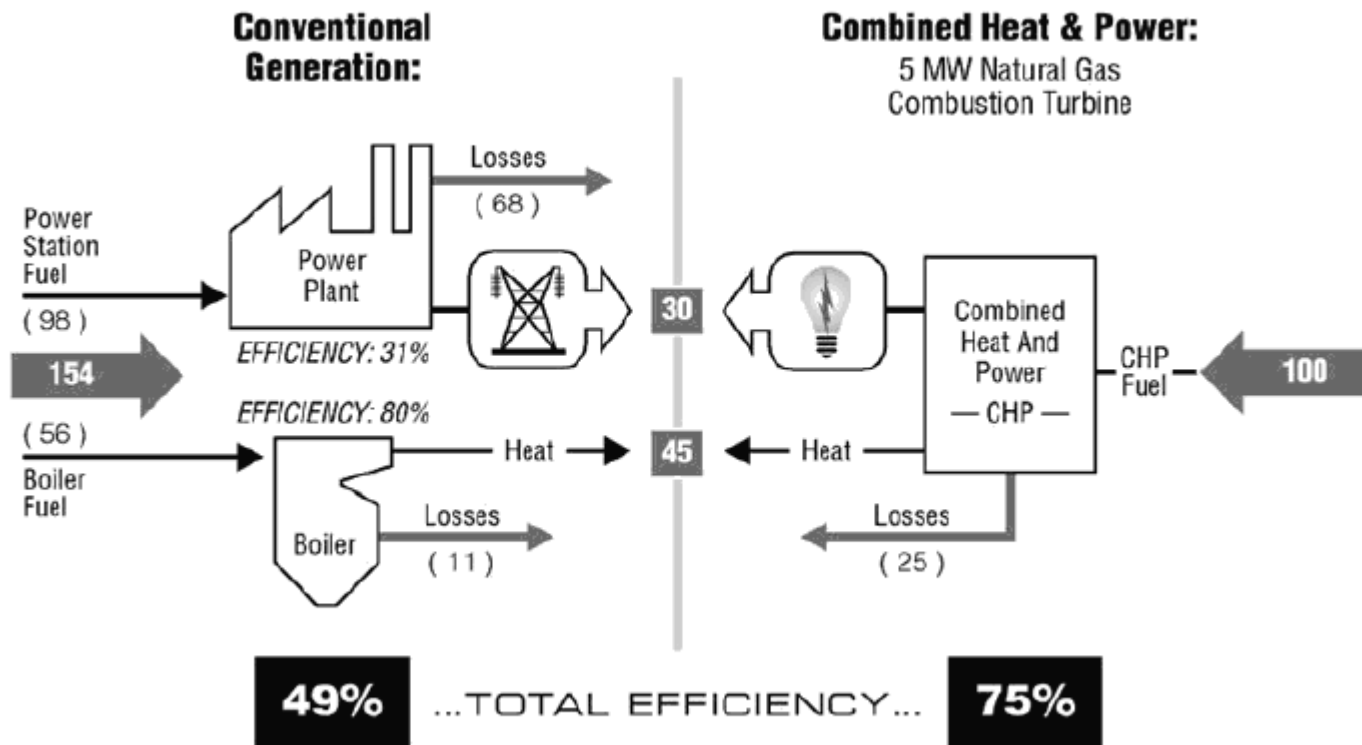 Conventional
Generation:
Combined Heat & Power:
5 MW Natural Gas
Combustion Turbine
Losses
( 68 )
Power
Station
Fuel
( 98 )
Power
Plant
EFFICIENCY: 31%
154
30
Combined
Heat And
Power
— CHP —
CHP
Fuel
100
EFFICIENCY: 80%
( 56 )
Boiler
Fuel
Heat
45
Heat
Boiler
Losses
( 11 )
Losses
( 25 )
49% ...TOTAL EFFICIENCY... 75%